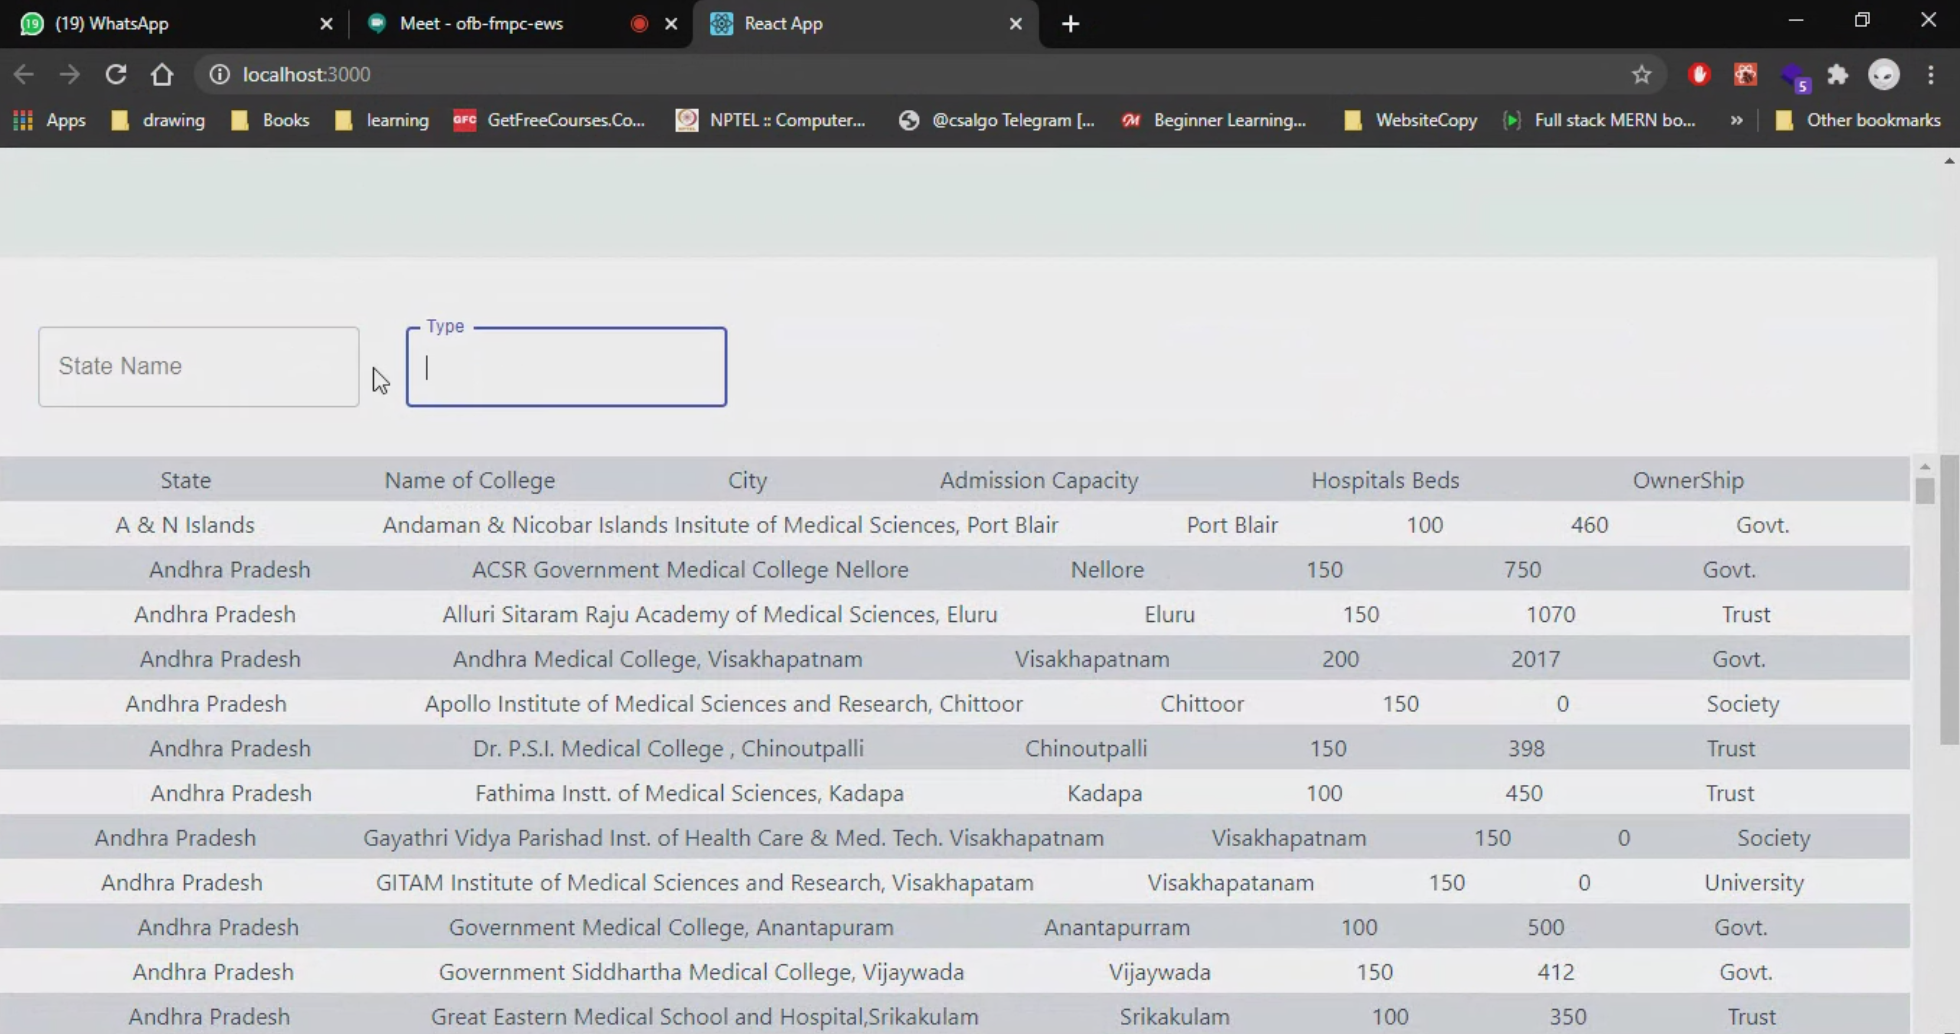 19 (19) WhatsApp Meet - ofb-fmpc-ews React App
localhost:3000 5
Apps drawing Books learning GFC GetFreeCourses.Co... NPTEL :: Computer... @csalgo Telegram [... Beginner Learning... WebsiteCopy Full stack MERN bo... » Other bookmarks
Type
State Name
State Name of College City Admission Capacity Hospitals Beds OwnerShip
A & N Islands Andaman & Nicobar Islands Insitute of Medical Sciences, Port Blair Port Blair 100 460 Govt.
Andhra Pradesh ACSR Government Medical College Nellore Nellore 150 750 Govt.
Andhra Pradesh Alluri Sitaram Raju Academy of Medical Sciences, Eluru Eluru 150 1070 Trust
Andhra Pradesh Andhra Medical College, Visakhapatnam Visakhapatnam 200 2017 Govt.
Andhra Pradesh Apollo Institute of Medical Sciences and Research, Chittoor Chittoor 150 0 Society
Andhra Pradesh Dr. P.S.I. Medical College , Chinoutpalli Chinoutpalli 150 398 Trust
Andhra Pradesh Fathima Instt. of Medical Sciences, Kadapa Kadapa 100 450 Trust
Andhra Pradesh Gayathri Vidya Parishad Inst. of Health Care & Med. Tech. Visakhapatnam Visakhapatnam 150 0 Society
Andhra Pradesh GITAM Institute of Medical Sciences and Research, Visakhapatam Visakhapatanam 150 0 University
Andhra Pradesh Government Medical College, Anantapuram Anantapurram 100 500 Govt.
Andhra Pradesh Government Siddhartha Medical College, Vijaywada Vijaywada 150 412 Govt.
Andhra Pradesh Great Eastern Medical School and Hospital,Srikakulam Srikakulam 100 350 Trust